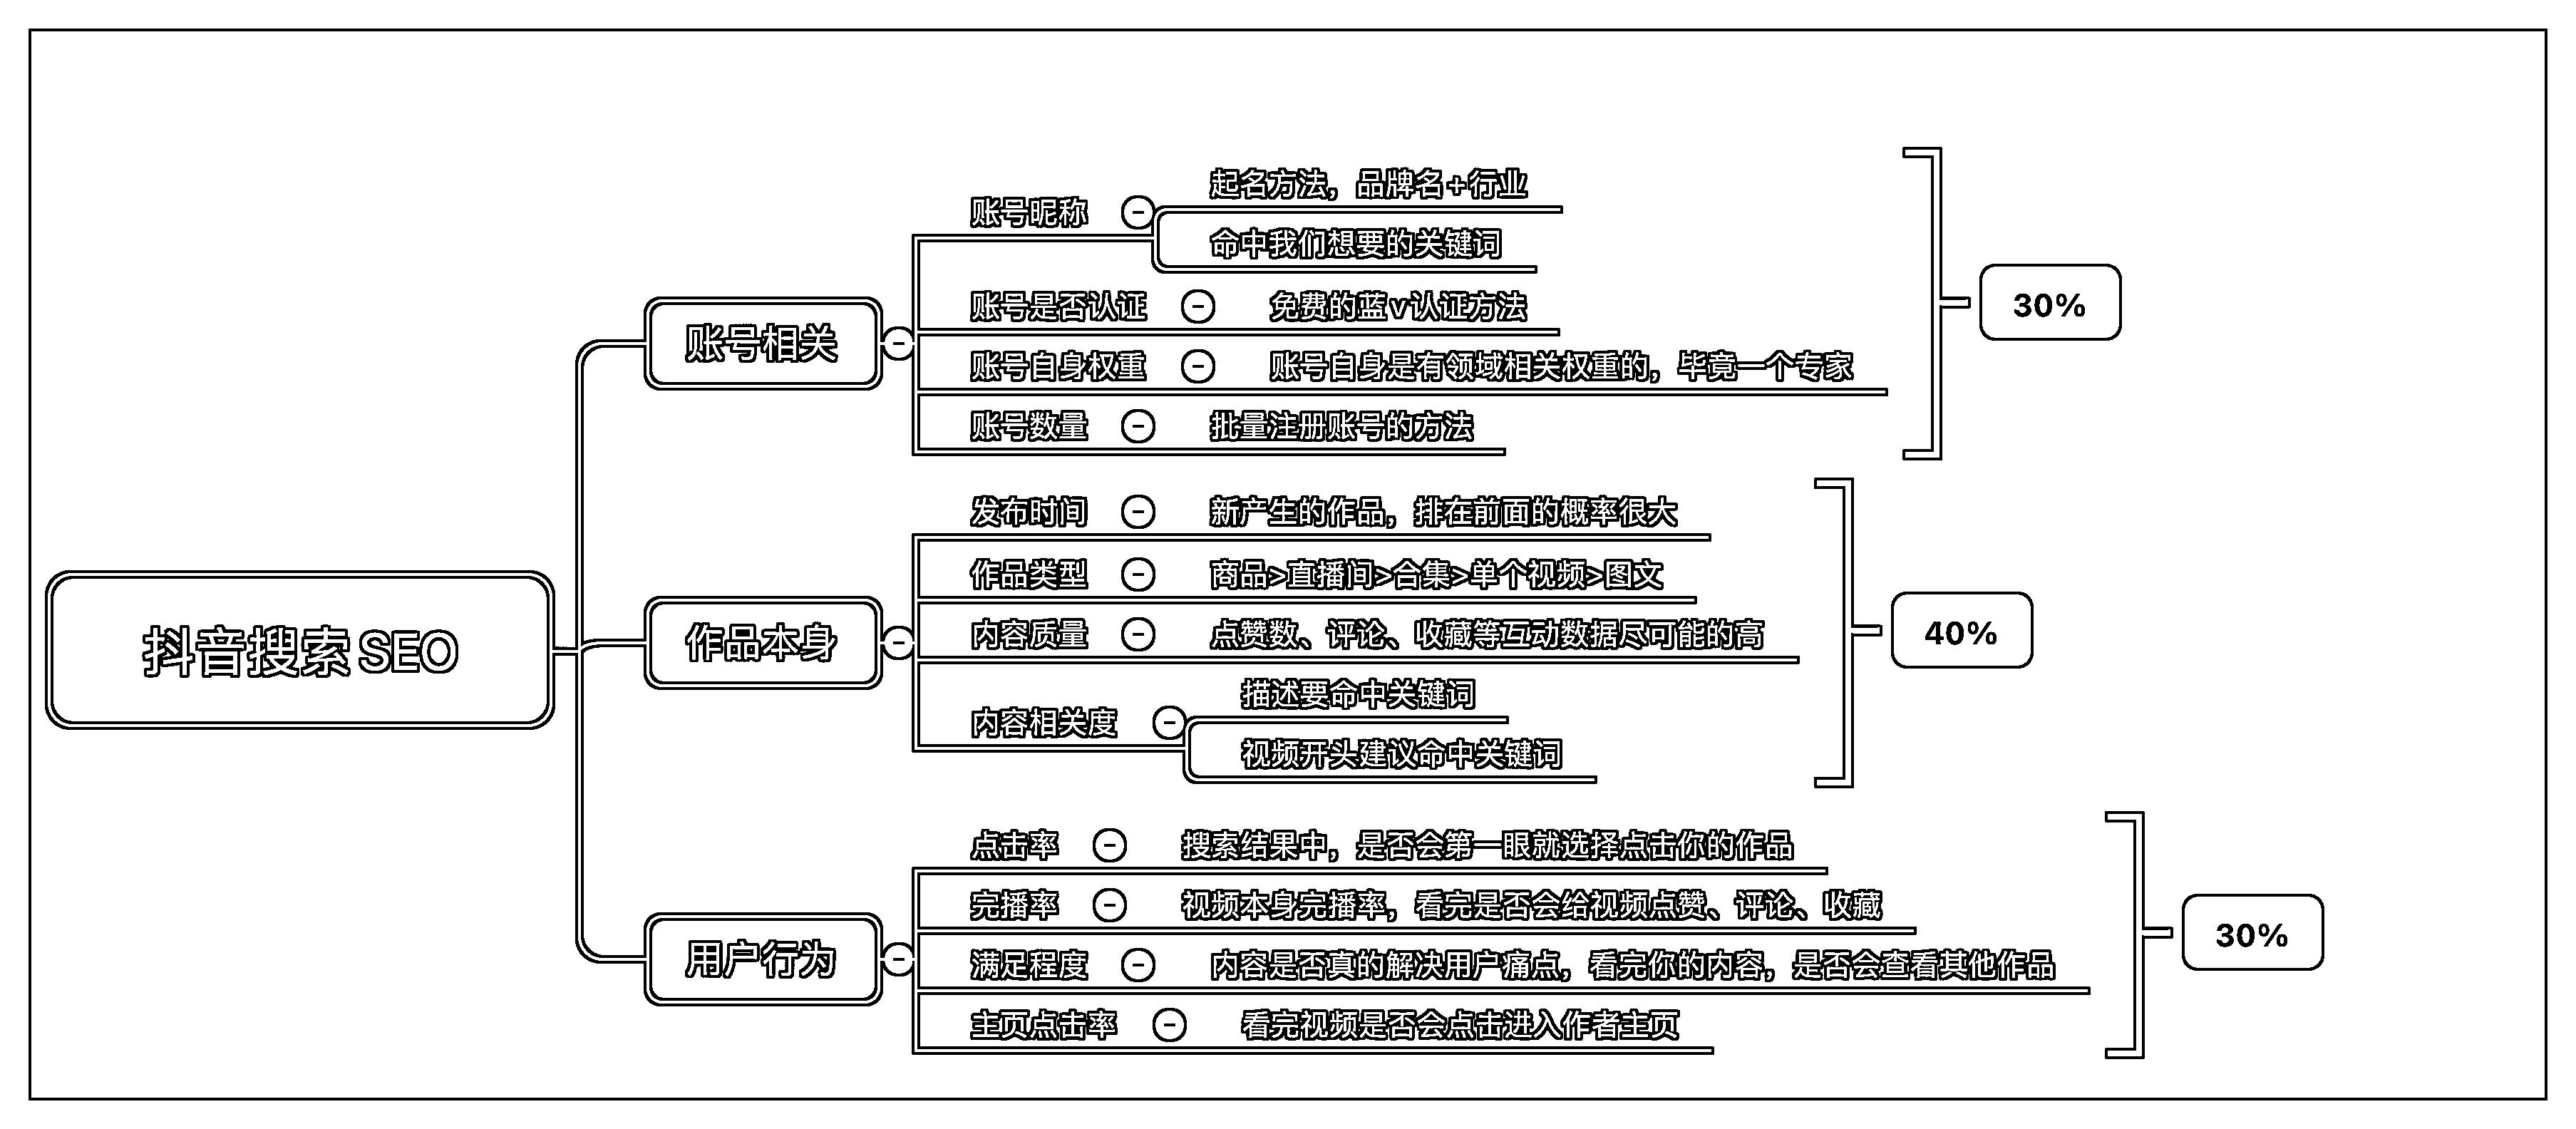 抖音搜索 SEO
账号相关
账号昵称
起名方法，品牌名+行业
命中我们想要的关键词
账号是否认证
免费的蓝v认证方法
账号自身权重
账号自身是有领域相关权重的，毕竟一个专家
账号数量
批量注册账号的方法
30%
作品本身
发布时间
新产生的作品，排在前面的概率很大
作品类型
商品>直播间>合集>单个视频>图文
内容质量
点赞数、评论、收藏等互动数据尽可能的高
内容相关度
描述要命中关键词
视频开头建议命中关键词
40%
用户行为
点击率
搜索结果中，是否会第一眼就选择点击你的作品
完播率
视频本身完播率，看完是否会给视频点赞、评论、收藏
满足程度
内容是否真的解决用户痛点，看完你的内容，是否会查看其他作品
主页点击率
看完视频是否会点击进入作者主页
30%